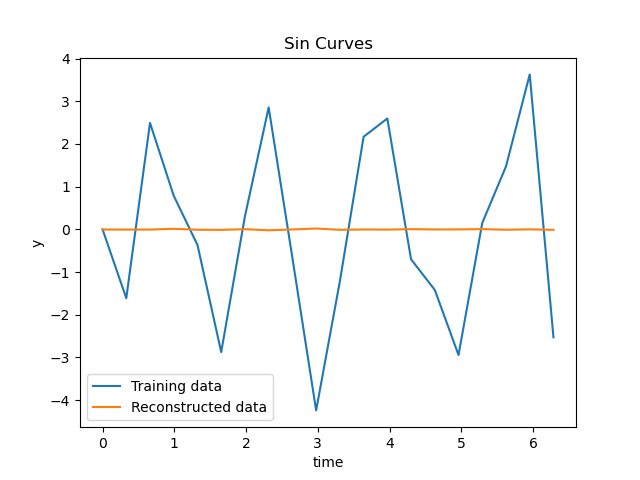 Sin Curves
4
3
2
1
0
−1
−2
−3
−4
y
Training data
Reconstructed data
0 1 2 3 4 5 6
time